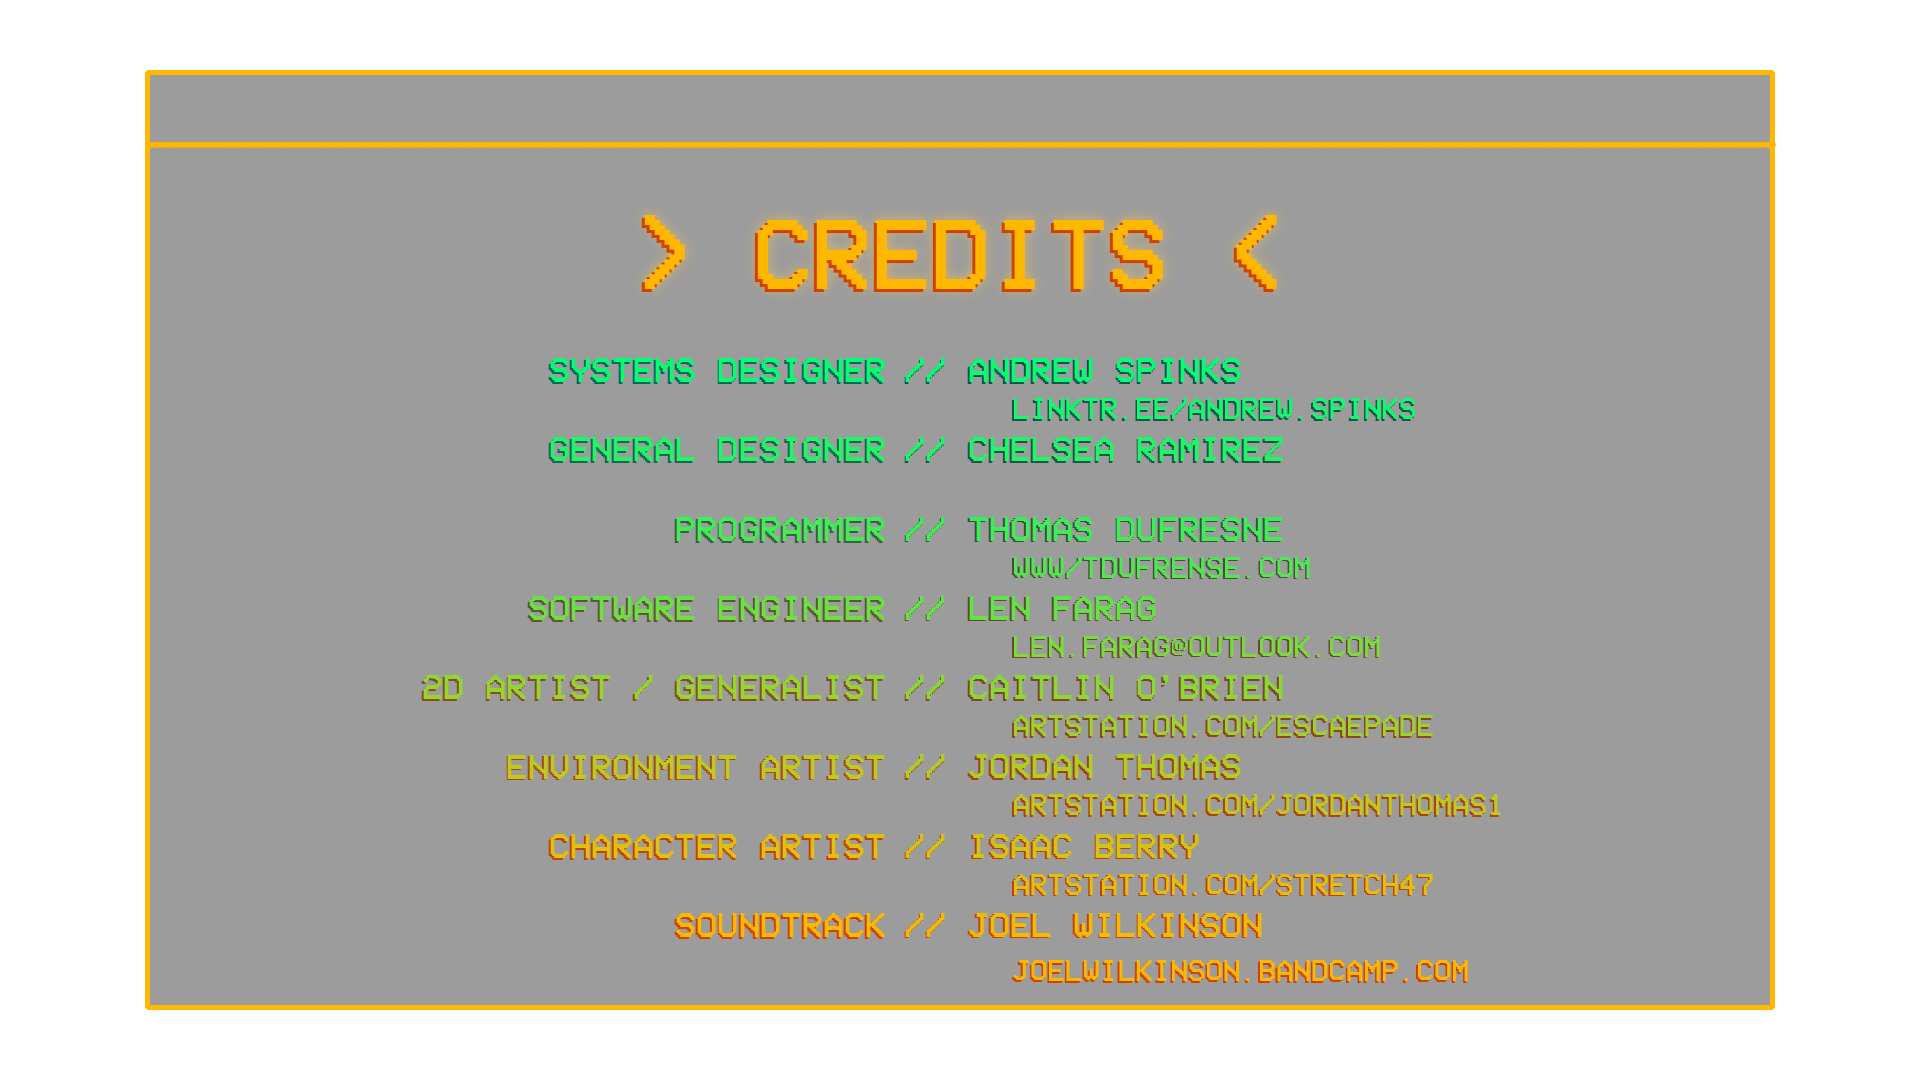 > CREDITS <
SYSTEMS DESIGNER // ANDREW SPINKS
LINKTR.EE/ANDREW.SPINKS
GENERAL DESIGNER // CHELSEA RAMIREZ
PROGRAMMER // THOMAS DUFRESNE
WWW/TDUFRENSE.COM
SOFTWARE ENGINEER // LEN FARAG
LEN.FARAG@OUTLOOK.COM
2D ARTIST / GENERALIST // CAITLIN O'BRIEN
ARTSTATION.COM/ESCAEPADE
ENVIRONMENT ARTIST // JORDAN THOMAS
ARTSTATION.COM/JORDANTHOMAS1
CHARACTER ARTIST // ISAAC BERRY
ARTSTATION.COM/STRETCH47
SOUNDTRACK // JOEL WILKINSON
JOELWILKINSON.BANDCAMP.COM